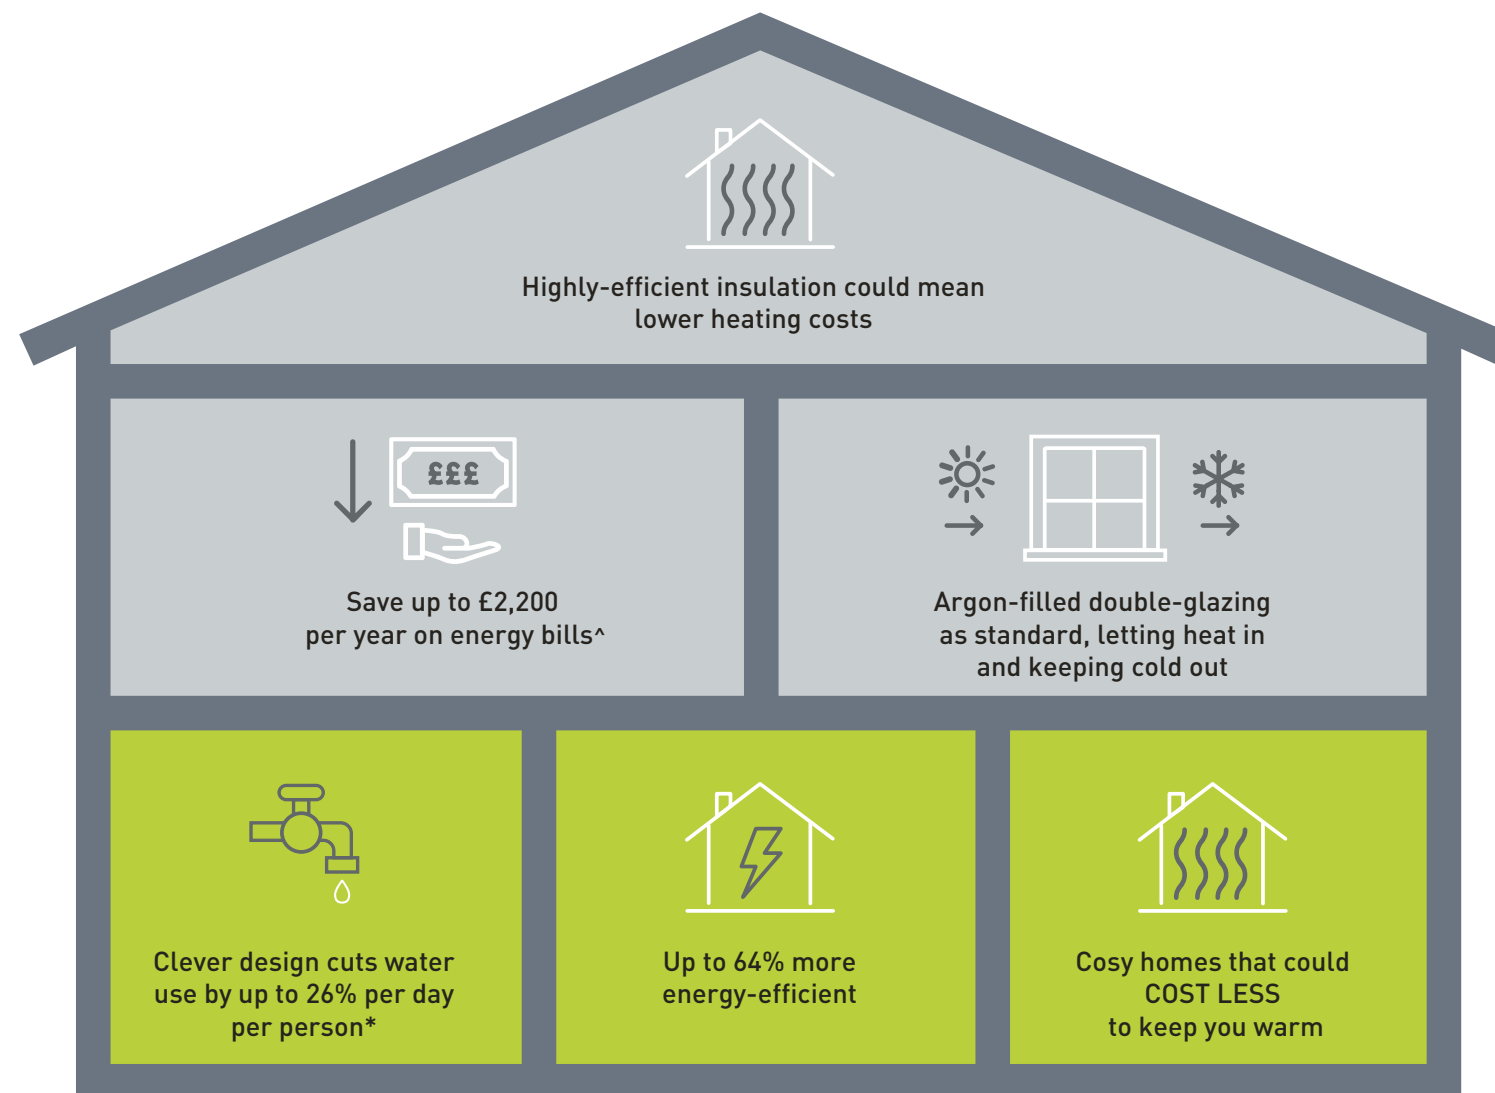 Highly-efficient insulation could mean
lower heating costs
£££
Save up to £2,200
per year on energy bills^
Argon-filled double-glazing
as standard, letting heat in
and keeping cold out
Clever design cuts water
use by up to 26% per day
per person*
Up to 64% more
energy-efficient
Cosy homes that could
COST LESS
to keep you warm